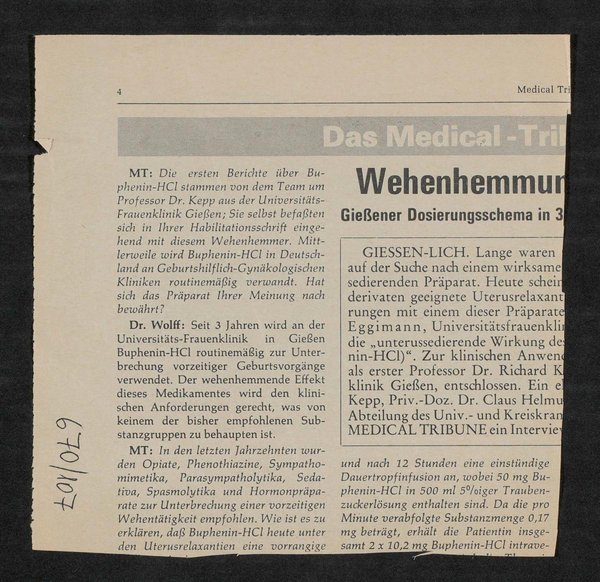 4
Medical Tri
Das Medical-Tri
MT: Die ersten Berichte über Bu-
phenin-HCl stammen von dem Team um
Professor Dr. Kepp aus der Universitäts-
Frauenklinik Gießen; Sie selbst befaßten
sich in Ihrer Habilitationsschrift einge-
hend mit diesem Wehenhemmer. Mitt-
lerweile wird Buphenin-HCl in Deutsch-
land an Geburtshilflich-Gynäkologischen
Kliniken routinemäßig verwandt. Hat
sich das Präparat Ihrer Meinung nach
bewährt?
Dr. Wolff: Seit 3 Jahren wird an der
Universitäts-Frauenklinik in Gießen
Buphenin-HCl routinemäßig zur Unter-
brechung vorzeitiger Geburtsvorgänge
verwendet. Der wehenhemmende Effekt
dieses Medikamentes wird den klini-
schen Anforderungen gerecht, was von
keinem der bisher empfohlenen Sub-
stanzgruppen zu behaupten ist.
MT: In den letzten Jahrzehnten wur-
den Opiate, Phenothiazine, Sympatho-
mimetika, Parasympatholytika, Seda-
tiva, Spasmolytika und Hormonpräpa-
rate zur Unterbrechung einer vorzeitigen
Wehentätigkeit empfohlen. Wie ist es zu
erklären, daß Buphenin-HCl heute unter
den Uterusrelaxantien eine vorrangige
Wehenhemmun
Gießener Dosierungsschema in 3
GIESSEN-LICH. Lange waren
auf der Suche nach einem wirksame
sedierenden Präparat. Heute schein
derivaten geeignete Uterusrelaxant
rungen mit einem dieser Präparate
Eggimann, Universitätsfrauenkli
die „unterussedierende Wirkung de
nin-HCl)“. Zur klinischen Anwen
als erster Professor Dr. Richard K
klinik Gießen, entschlossen. Ein e
Kepp, Priv.-Doz. Dr. Claus Helmu
Abteilung des Univ.- und Kreiskran
MEDICAL TRIBUNE ein Interview
und nach 12 Stunden eine einstündige
Dauertropfinfusion an, wobei 50 mg Bu-
phenin-HCl in 500 ml 5%iger Trauben-
zuckerlösung enthalten sind. Da die pro
Minute verabfolgte Substanzmenge 0,17
mg beträgt, erhält die Patientin insge-
samt 2 x 10,2 mg Buphenin-HCl intrave-
670/107